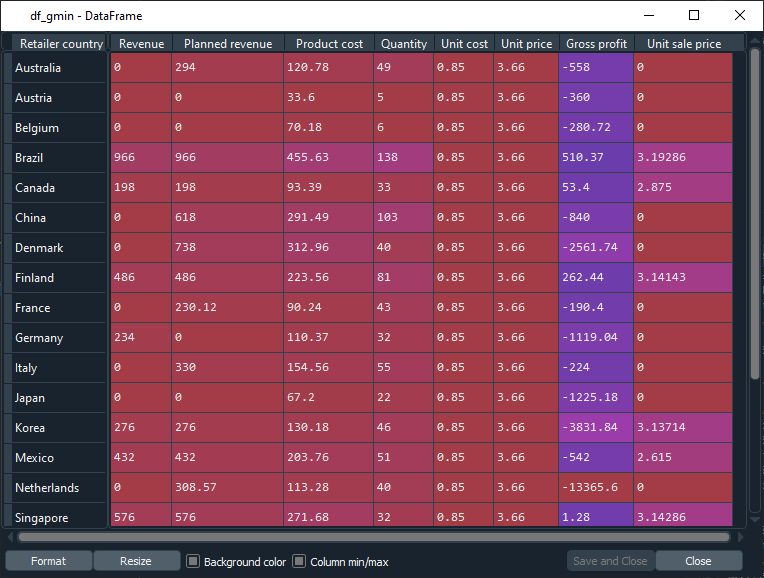 df_gmin - DataFrame
Retailer country Revenue Planned revenue Product cost Quantity Unit cost Unit price Gross profit Unit sale price
Australia 0 294 120.78 49 0.85 3.66 -558 0
Austria 0 0 33.6 5 0.85 3.66 -360 0
Belgium 0 0 70.18 6 0.85 3.66 -280.72 0
Brazil 966 966 455.63 138 0.85 3.66 510.37 3.19286
Canada 198 198 93.39 33 0.85 3.66 53.4 2.875
China 0 618 291.49 103 0.85 3.66 -840 0
Denmark 0 738 312.96 40 0.85 3.66 -2561.74 0
Finland 486 486 223.56 81 0.85 3.66 262.44 3.14143
France 0 230.12 90.24 43 0.85 3.66 -190.4 0
Germany 234 0 110.37 32 0.85 3.66 -1119.04 0
Italy 0 330 154.56 55 0.85 3.66 -224 0
Japan 0 0 67.2 22 0.85 3.66 -1225.18 0
Korea 276 276 130.18 46 0.85 3.66 -3831.84 3.13714
Mexico 432 432 203.76 51 0.85 3.66 -542 2.615
Netherlands 0 308.57 113.28 40 0.85 3.66 -13365.6 0
Singapore 576 576 271.68 32 0.85 3.66 1.28 3.14286
Format Resize Background color Column min/max Save and Close Close